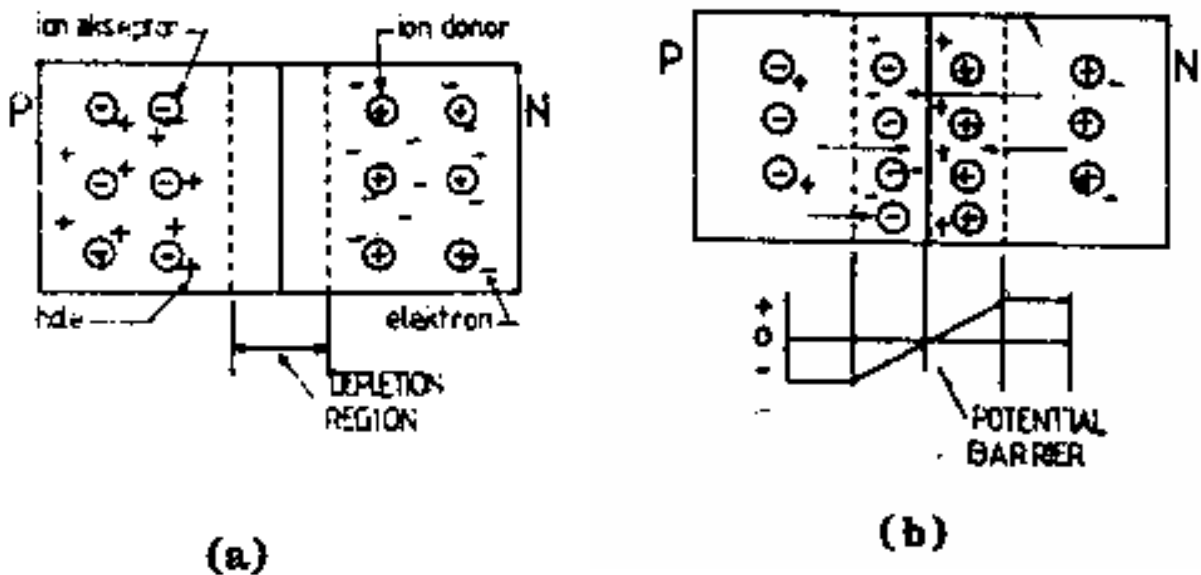 ion akseptor
ion donor
P
N
hole
elektron
DEPLETION
REGION
(a)
P
N
+
0
-
POTENTIAL
BARRIER
(b)